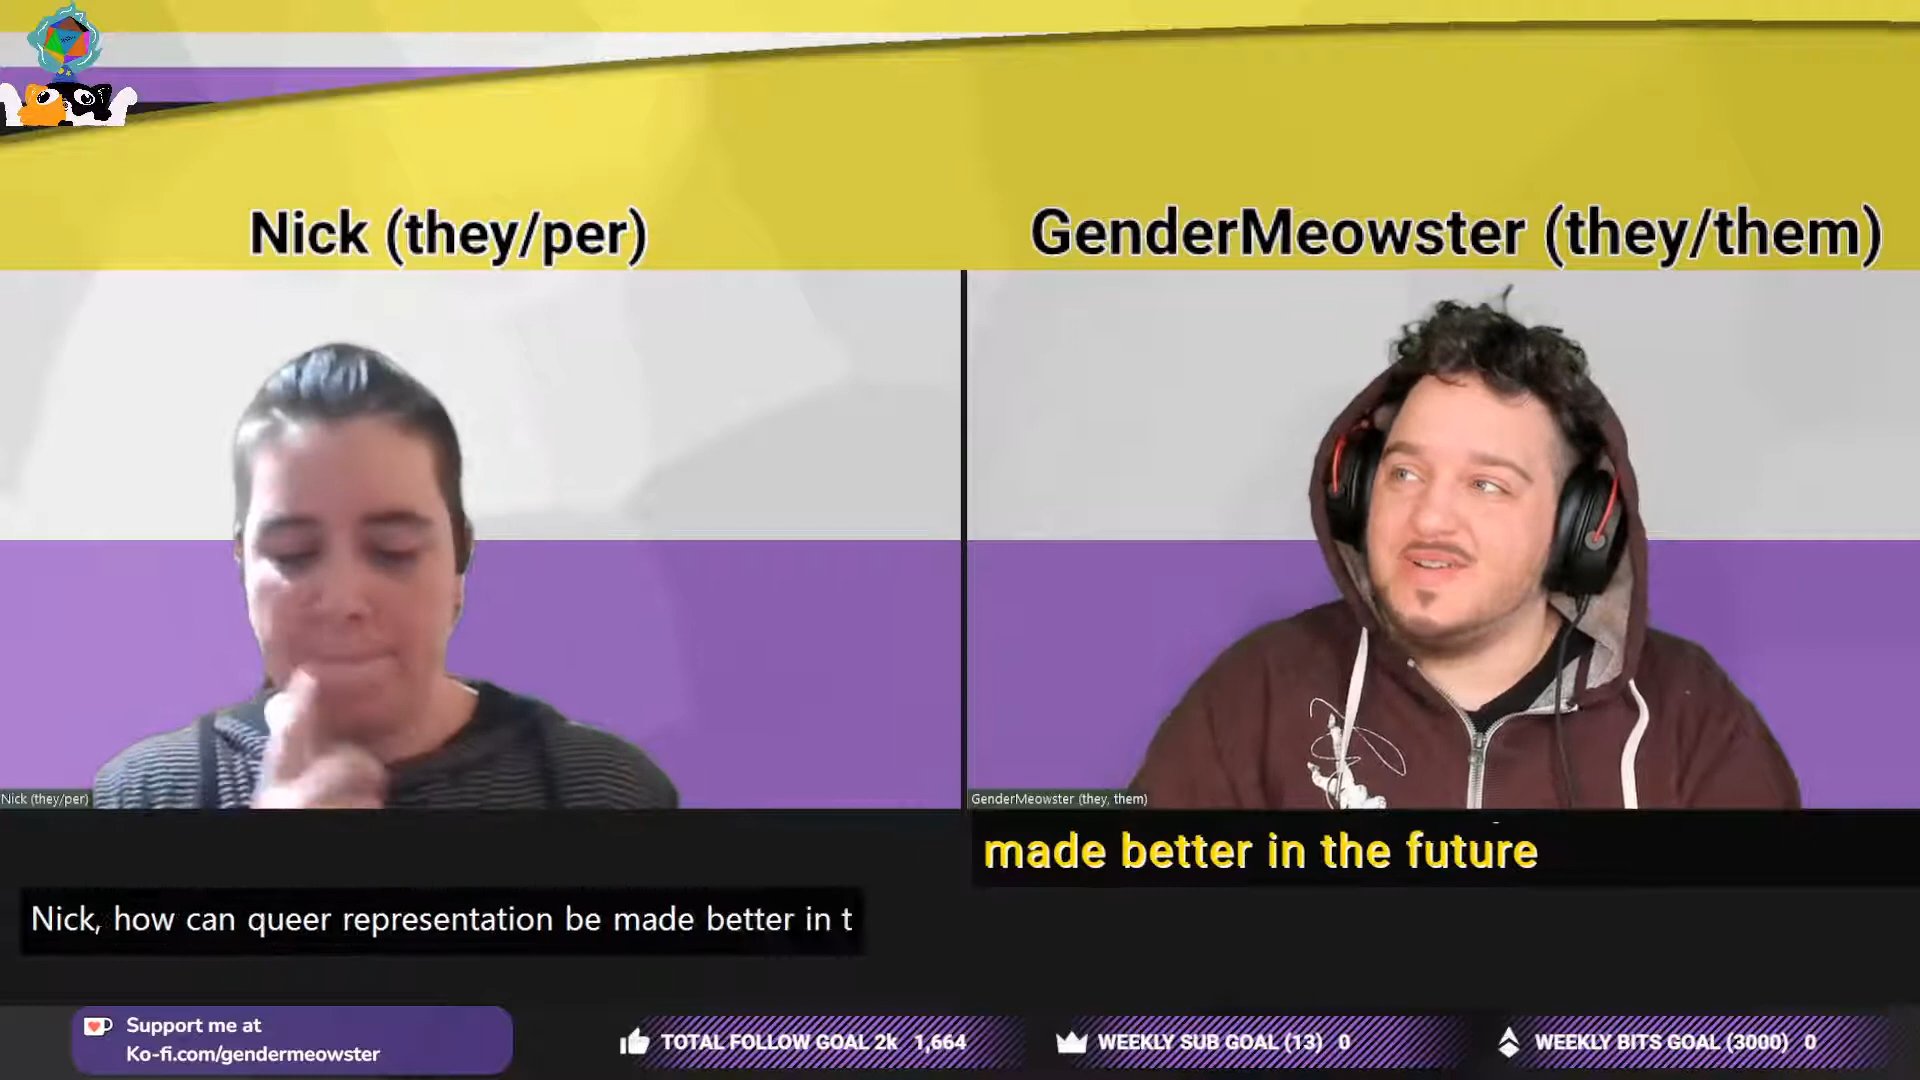 Nick (they/per)
GenderMeowster (they/them)
Nick (they/per)
GenderMeowster (they, them)
made better in the future
Nick, how can queer representation be made better in t
Support me at
Ko-fi.com/gendermeowster
TOTAL FOLLOW GOAL 2k 1,664
WEEKLY SUB GOAL (13) 0
WEEKLY BITS GOAL (3000) 0